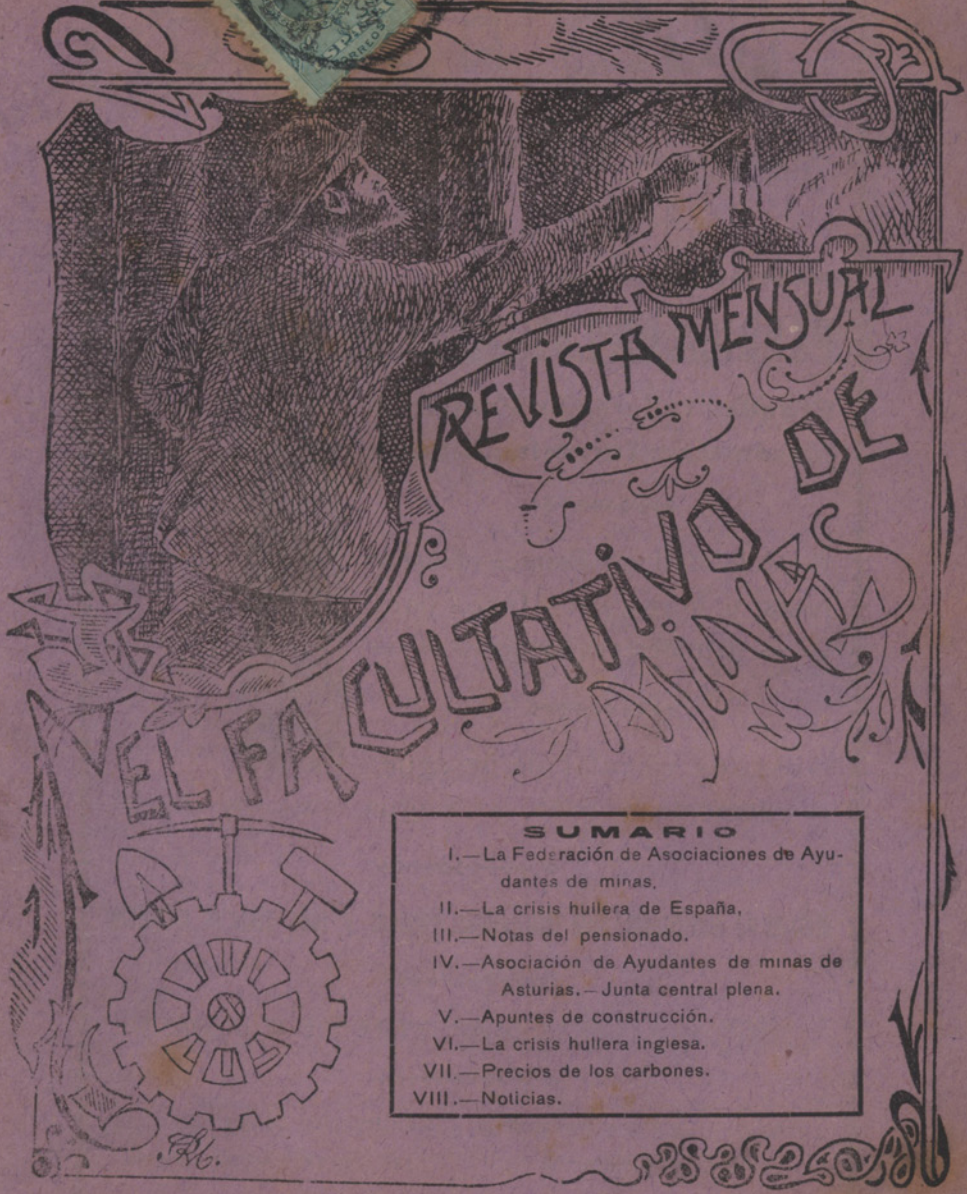 CORREOS
REVISTA MENSUAL
EL FACULTATIVO DE
MINAS
SUMARIO
I.—La Federación de Asociaciones de Ayu-
dantes de minas.
II.—La crisis hullera de España.
III.—Notas del pensionado.
IV.—Asociación de Ayudantes de minas de
Asturias.—Junta central plena.
V.—Apuntes de construcción.
VI.—La crisis hullera inglesa.
VII.—Precios de los carbones.
VIII.—Noticias.